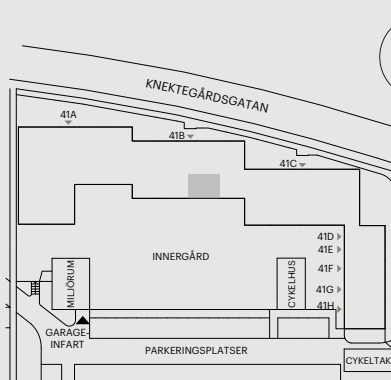 KNEKTEGÅRDSGATAN
41A
41B
41C
41D
41E
41F
41G
41H
INNERGÅRD
MILJÖRUM
CYKELHUS
GARAGE-
INFART
PARKERINGSPLATSER
CYKELTAK